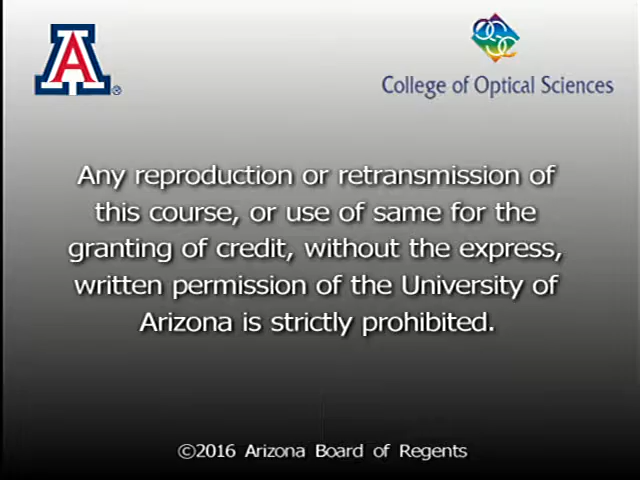 A®
OSC
College of Optical Sciences
Any reproduction or retransmission of
this course, or use of same for the
granting of credit, without the express,
written permission of the University of
Arizona is strictly prohibited.
©2016 Arizona Board of Regents